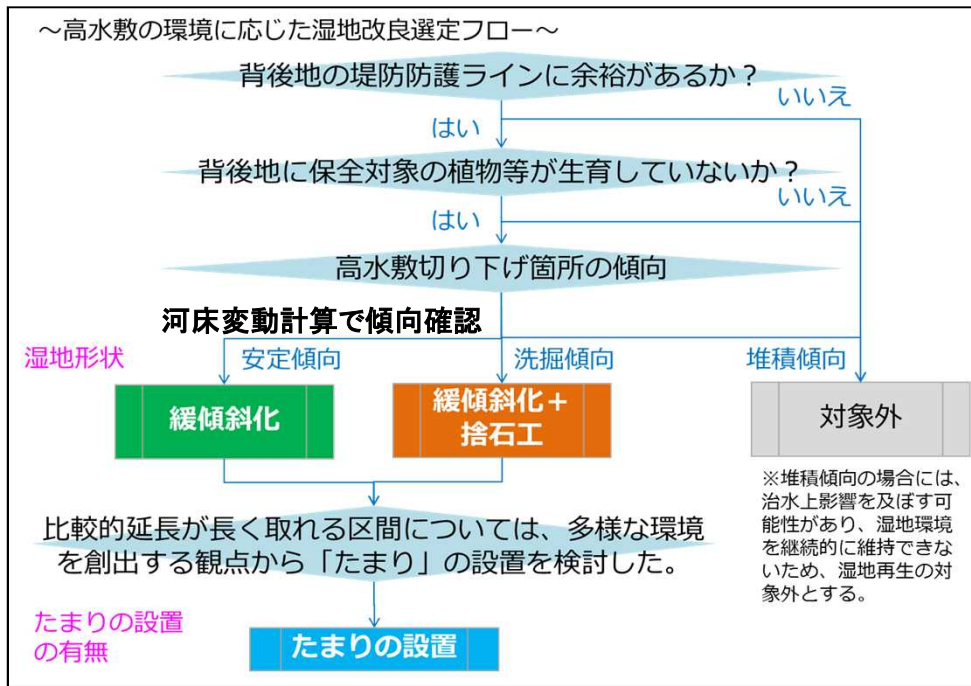 ～高水敷の環境に応じた湿地改良選定フロー～
背後地の堤防防護ラインに余裕があるか？
いいえ
はい
背後地に保全対象の植物等が生育していないか？
いいえ
はい
高水敷切り下げ箇所の傾向
河床変動計算で傾向確認
湿地形状
安定傾向
洗掘傾向
堆積傾向
緩傾斜化
緩傾斜化＋
捨石工
対象外
※堆積傾向の場合には、
治水上影響を及ぼす可
能性があり、湿地環境
を継続的に維持できな
いため、湿地再生の対
象外とする。
比較的延長が長く取れる区間については、多様な環境
を創出する観点から「たまり」の設置を検討した。
たまりの設置
の有無
たまりの設置